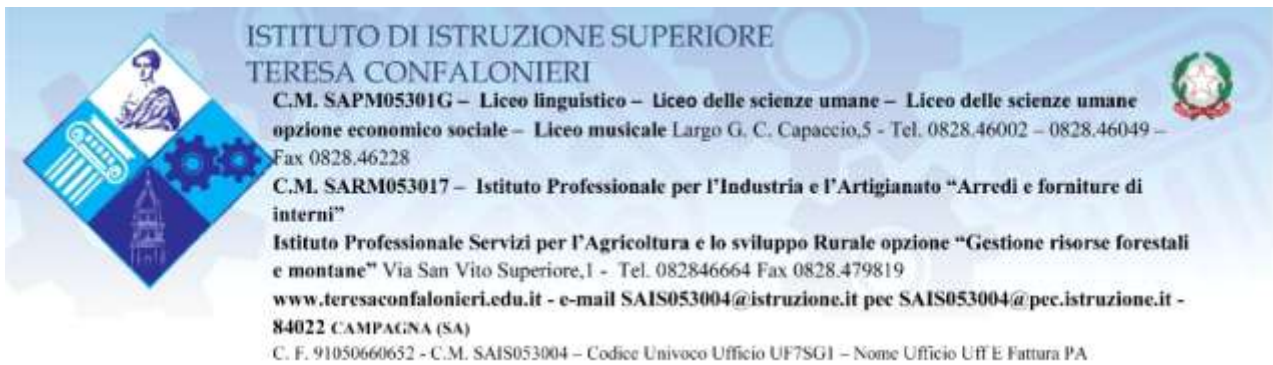 ISTITUTO DI ISTRUZIONE SUPERIORE
TERESA CONFALONIERI
C.M. SAPM05301G – Liceo linguistico – Liceo delle scienze umane – Liceo delle scienze umane
opzione economico sociale – Liceo musicale Largo G. C. Capaccio,5 - Tel. 0828.46002 – 0828.46049 –
Fax 0828.46228
C.M. SARM053017 – Istituto Professionale per l’Industria e l’Artigianato “Arredi e forniture di
interni”
Istituto Professionale Servizi per l’Agricoltura e lo sviluppo Rurale opzione “Gestione risorse forestali
e montane” Via San Vito Superiore,1 - Tel. 082846664 Fax 0828.479819
www.teresaconfalonieri.edu.it - e-mail SAIS053004@istruzione.it pec SAIS053004@pec.istruzione.it -
84022 CAMPAGNA (SA)
C. F. 91050660652 - C.M. SAIS053004 – Codice Univoco Ufficio UF7SG1 – Nome Ufficio Uff E Fattura PA